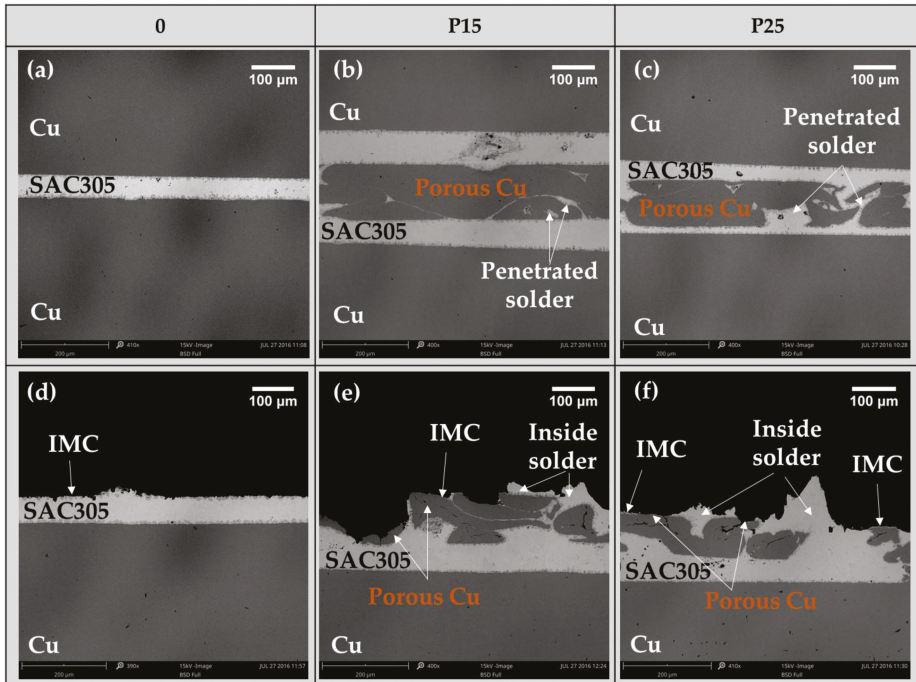 0
P15
P25
(a)
100 µm
Cu
SAC305
Cu
200 µm
410x
15kV -Image
BSD Full
JUL 27 2016 11:08
(b)
100 µm
Cu
Porous Cu
SAC305
Penetrated
solder
Cu
200 µm
400x
15kV -Image
BSD Full
JUL 27 2016 11:13
(c)
100 µm
Cu
Penetrated
solder
SAC305
Porous Cu
Cu
200 µm
400x
15kV -Image
BSD Full
JUL 27 2016 10:28
(d)
100 µm
IMC
SAC305
Cu
200 µm
390x
15kV -Image
BSD Full
JUL 27 2016 11:57
(e)
100 µm
IMC
Inside
solder
SAC305
Porous Cu
Cu
200 µm
400x
15kV -Image
BSD Full
JUL 27 2016 12:24
(f)
100 µm
Inside
solder
IMC
IMC
SAC305
Porous Cu
Cu
200 µm
410x
15kV -Image
BSD Full
JUL 27 2016 11:30